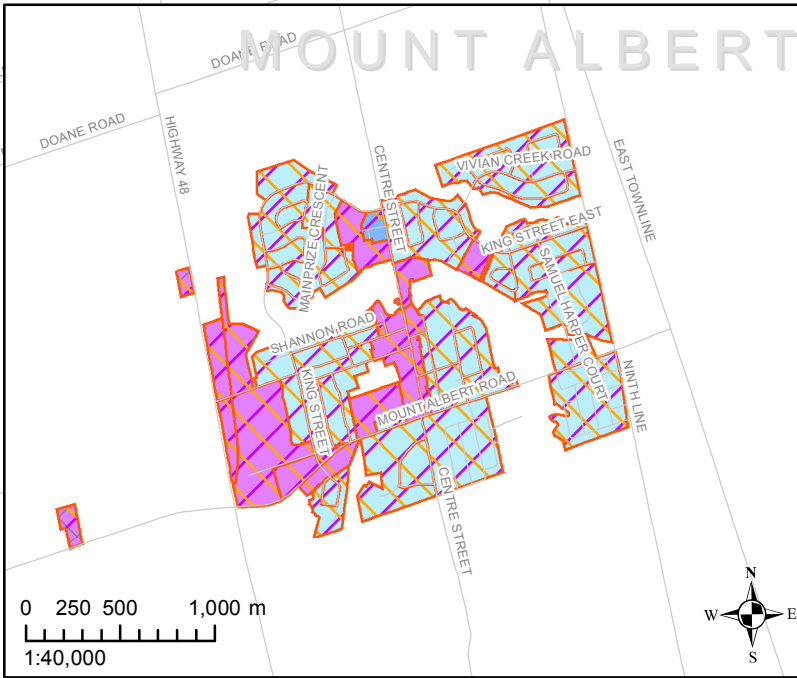 MOUNT ALBERT
DOANE ROAD
DOANE ROAD
HIGHWAY 48
CENTRE STREET
VIVIAN CREEK ROAD
EAST TOWNLINE
MAINPRIZE CRESCENT
KING STREET EAST
SAMUEL HARPER COURT
SHANNON ROAD
KING STREET
MOUNT ALBERT ROAD
NINTH LINE
CENTRE STREET
0 250 500 1,000 m
1:40,000
N
W E
S